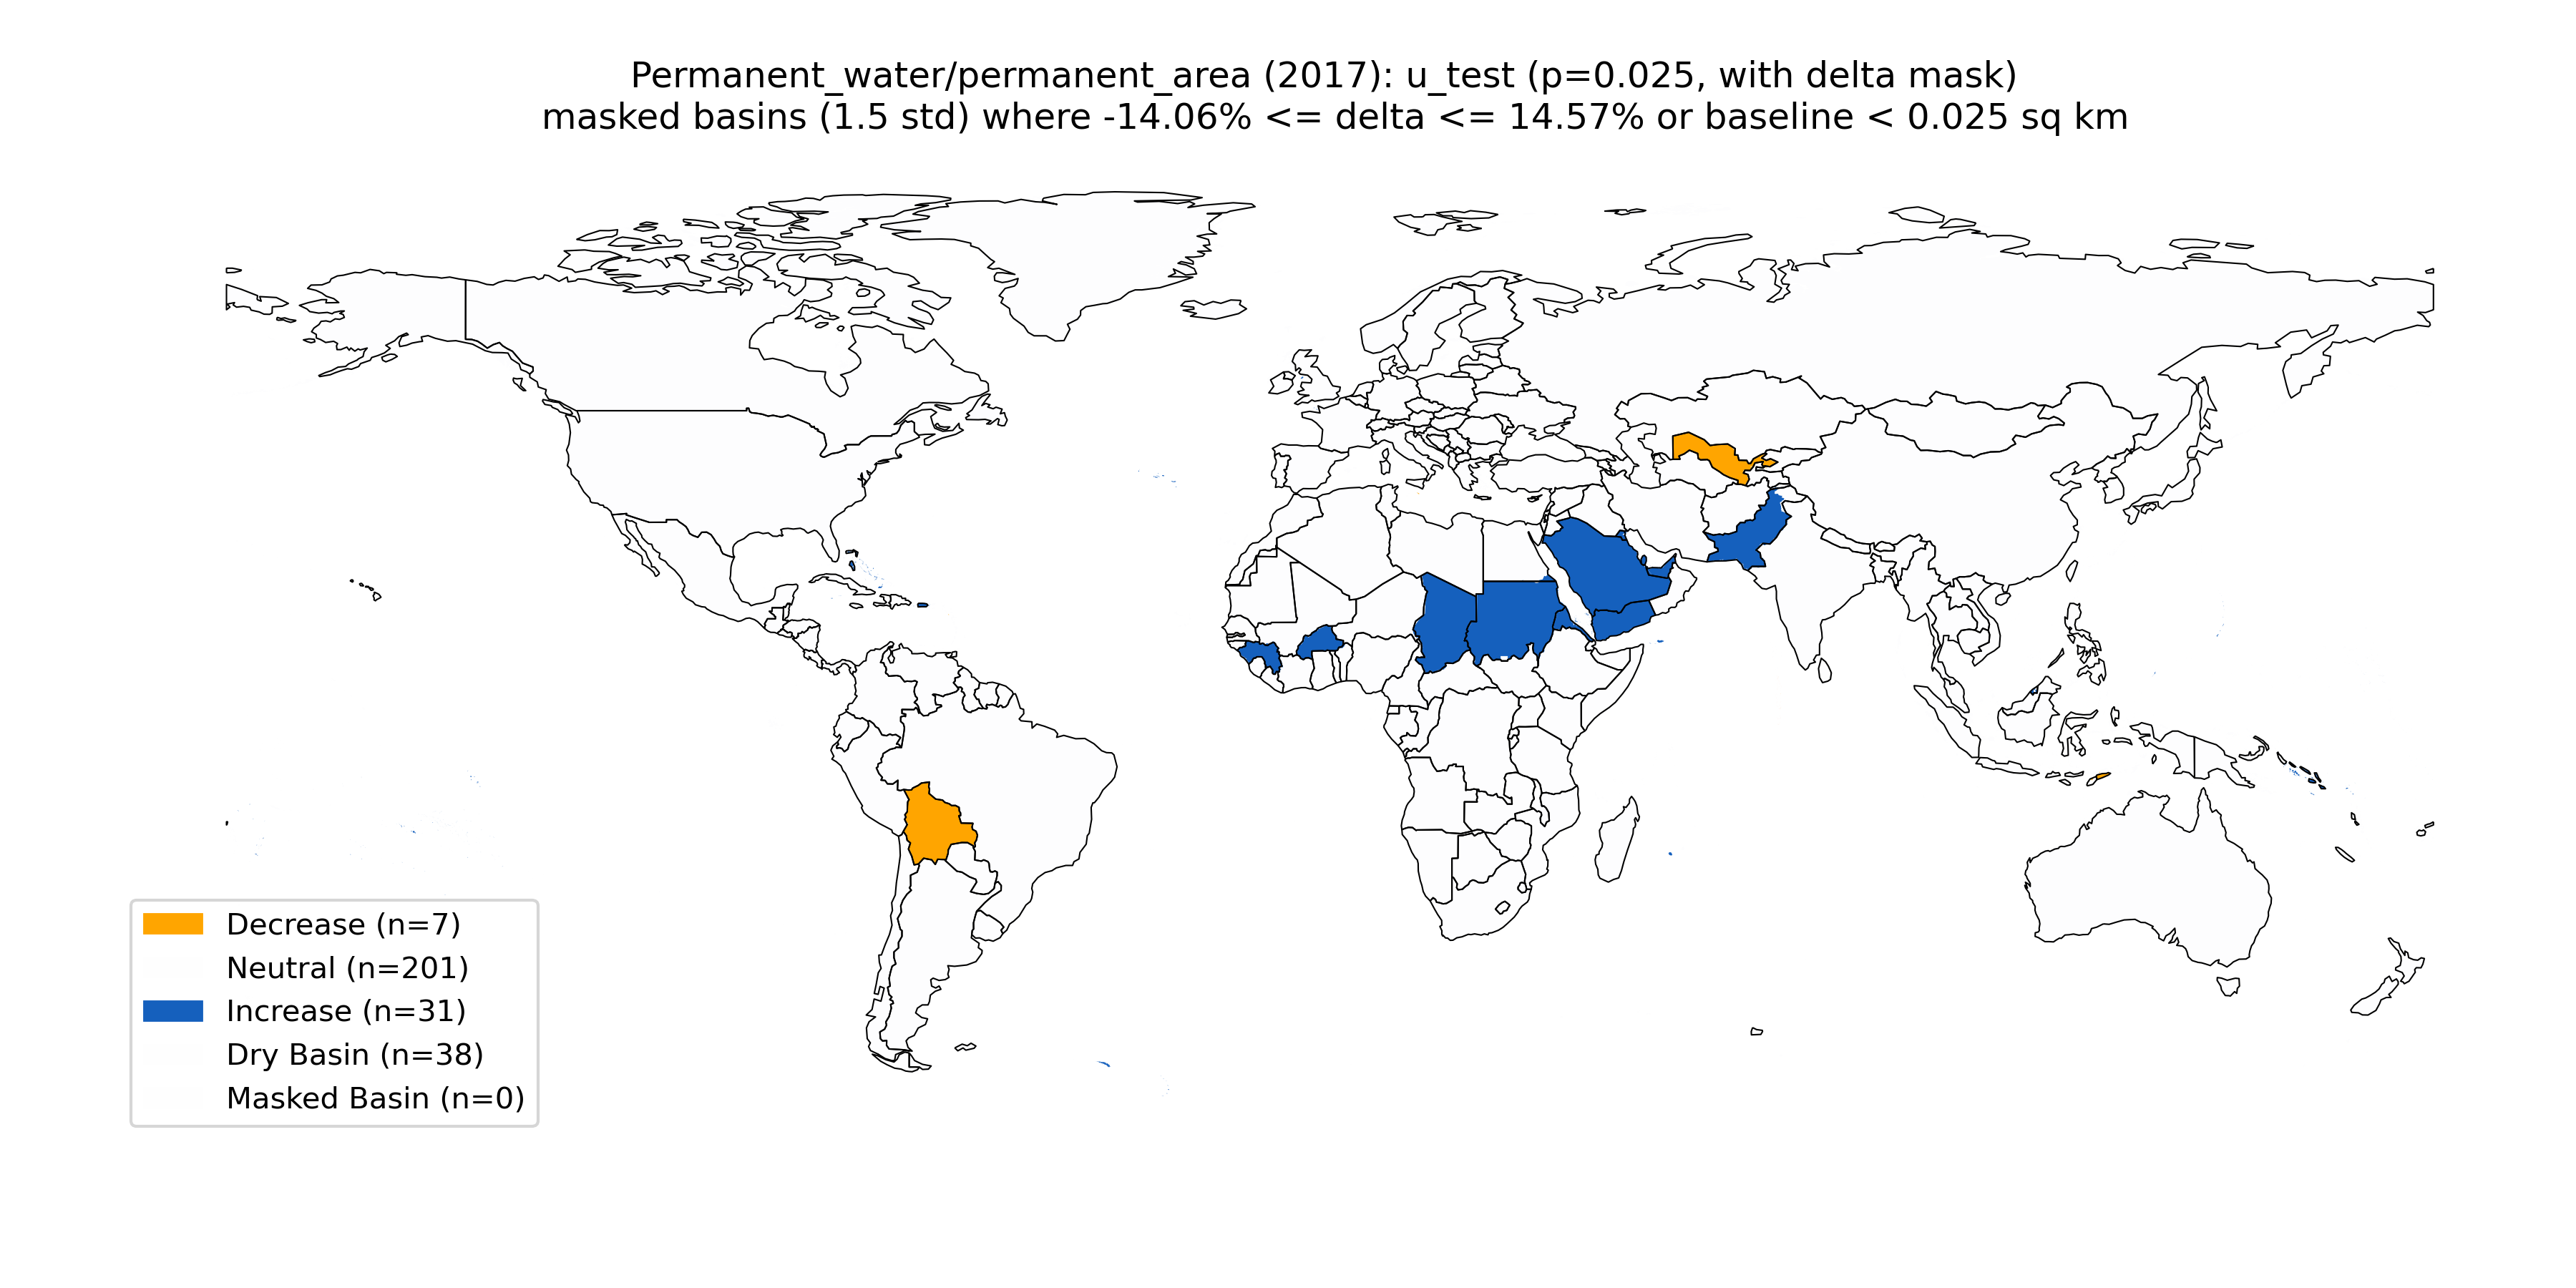 Permanent_water/permanent_area (2017): u_test (p=0.025, with delta mask)
masked basins (1.5 std) where -14.06% <= delta <= 14.57% or baseline < 0.025 sq km
Decrease (n=7)
Neutral (n=201)
Increase (n=31)
Dry Basin (n=38)
Masked Basin (n=0)